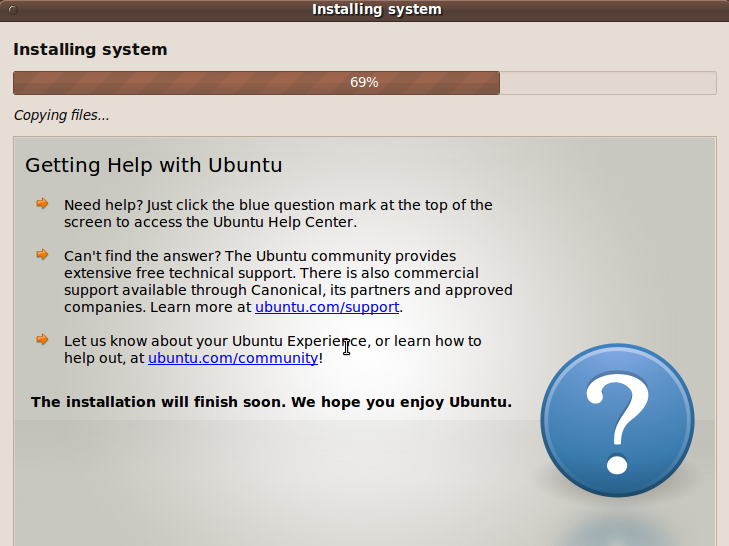 Installing system
Installing system
69%
Copying files...
Getting Help with Ubuntu
Need help? Just click the blue question mark at the top of the
screen to access the Ubuntu Help Center.
Can't find the answer? The Ubuntu community provides
extensive free technical support. There is also commercial
support available through Canonical, its partners and approved
companies. Learn more at ubuntu.com/support.
Let us know about your Ubuntu Experience, or learn how to
help out, at ubuntu.com/community!
The installation will finish soon. We hope you enjoy Ubuntu.
?